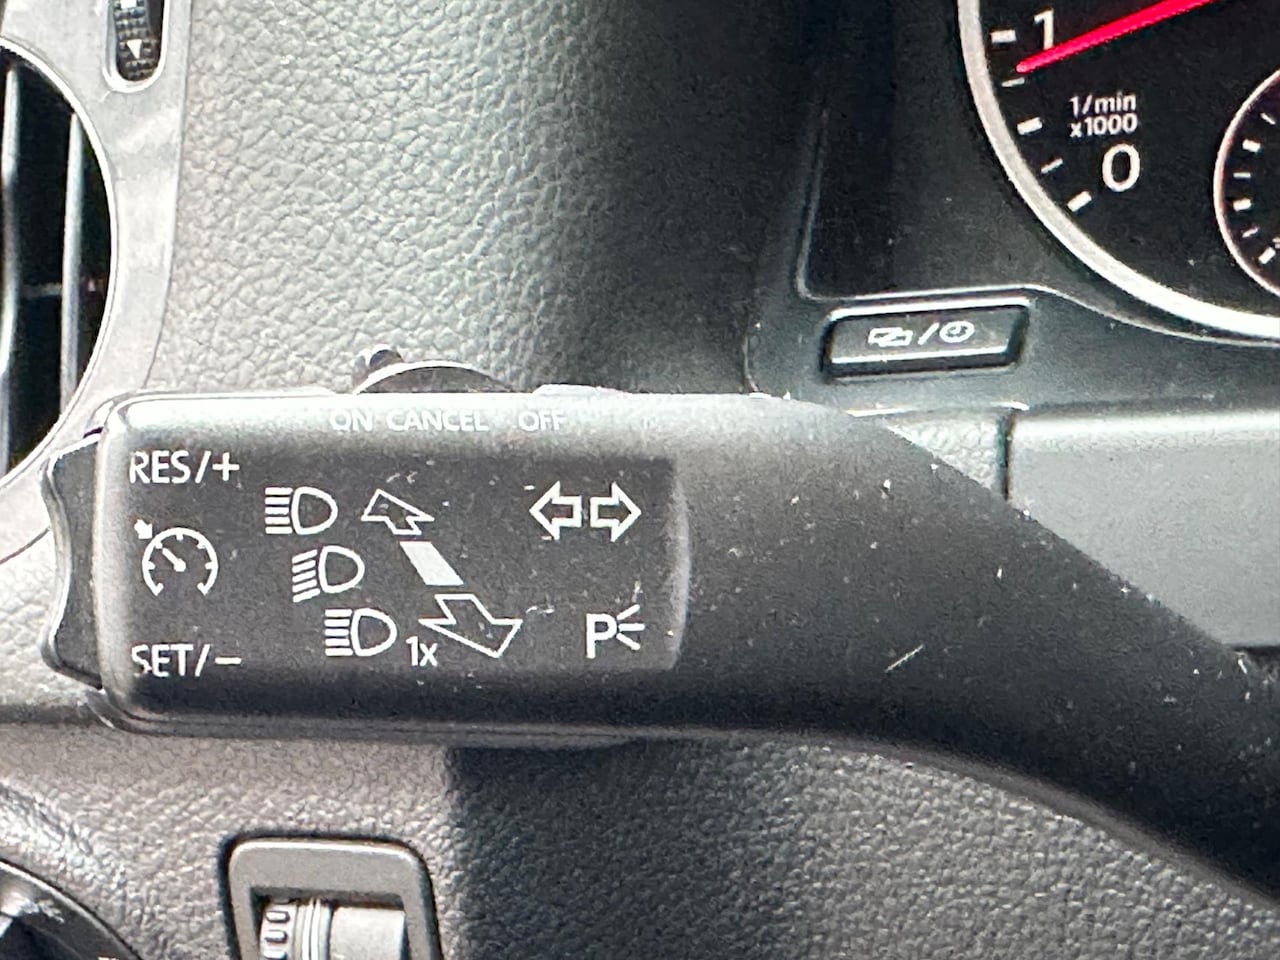 1
1/min
x1000
0
ON CANCEL OFF
RES/+
SET/-
1x
P